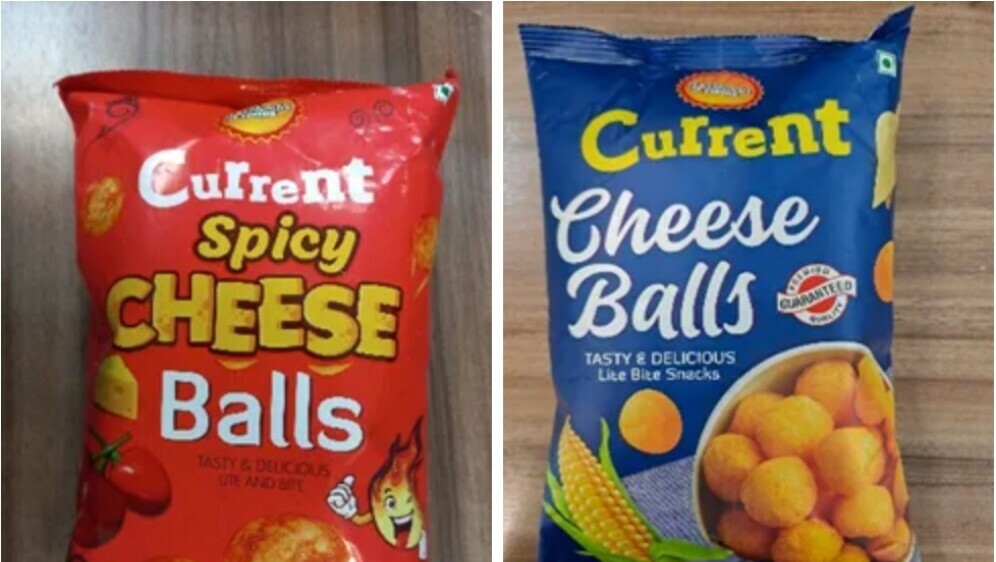 Current
Spicy
CHEESE
Balls
TASTY & DELICIOUS
LITE AND BITE
Current
Cheese
Balls
PREMIUM
GUARANTEED
QUALITY
TASTY & DELICIOUS
Lite Bite Snacks